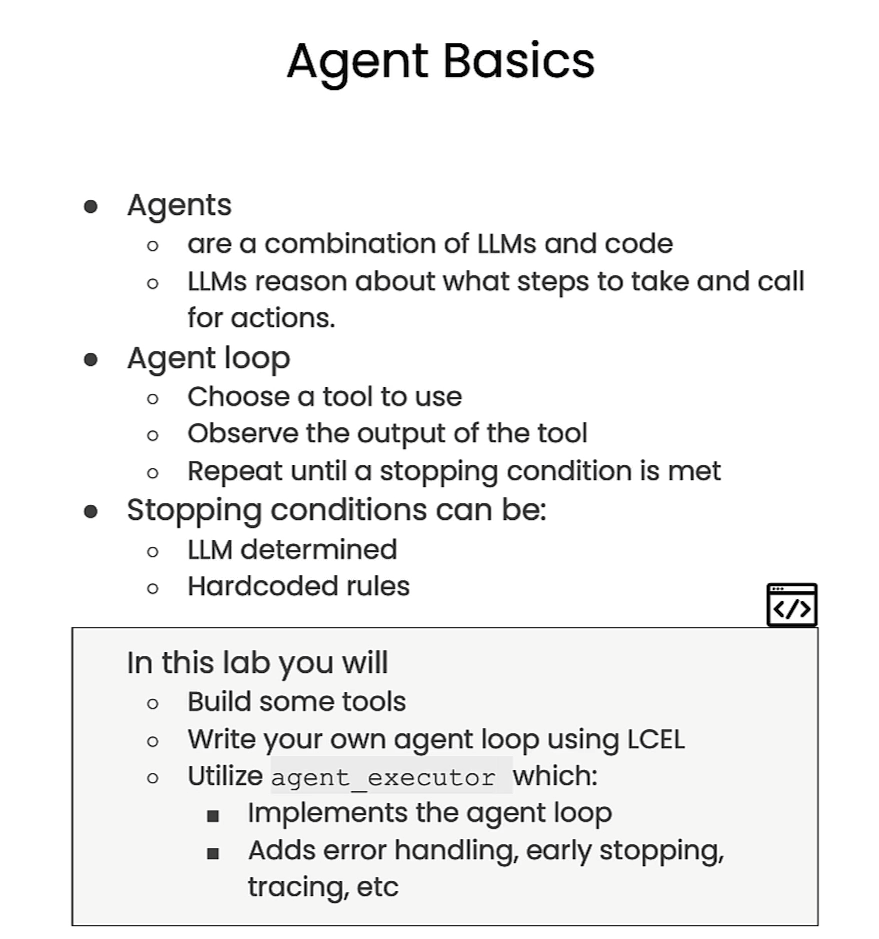 Agent Basics
● Agents
○ are a combination of LLMs and code
○ LLMs reason about what steps to take and call
for actions.
● Agent loop
○ Choose a tool to use
○ Observe the output of the tool
○ Repeat until a stopping condition is met
● Stopping conditions can be:
○ LLM determined
○ Hardcoded rules
</>
In this lab you will
○ Build some tools
○ Write your own agent loop using LCEL
○ Utilize agent_executor which:
■ Implements the agent loop
■ Adds error handling, early stopping,
tracing, etc